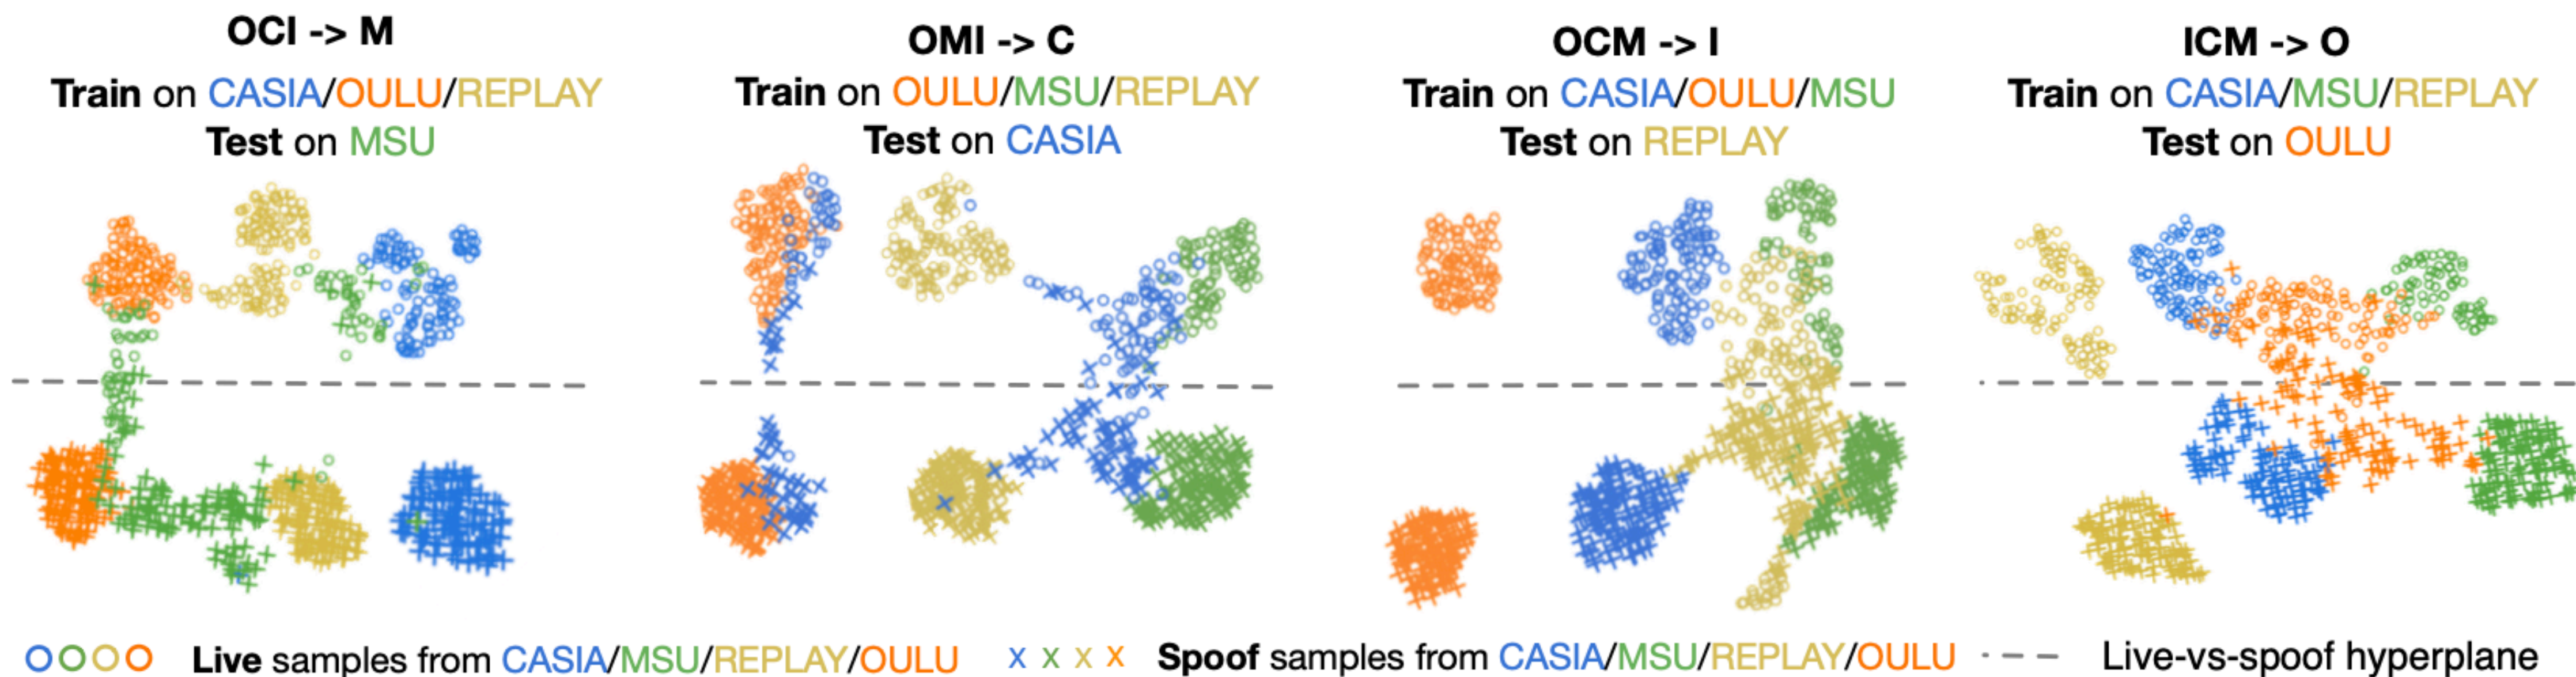 OCI -> M
Train on CASIA/OULU/REPLAY
Test on MSU
OMI -> C
Train on OULU/MSU/REPLAY
Test on CASIA
OCM -> I
Train on CASIA/OULU/MSU
Test on REPLAY
ICM -> O
Train on CASIA/MSU/REPLAY
Test on OULU
Live samples from CASIA/MSU/REPLAY/OULU
x x x x Spoof samples from CASIA/MSU/REPLAY/OULU
Live-vs-spoof hyperplane